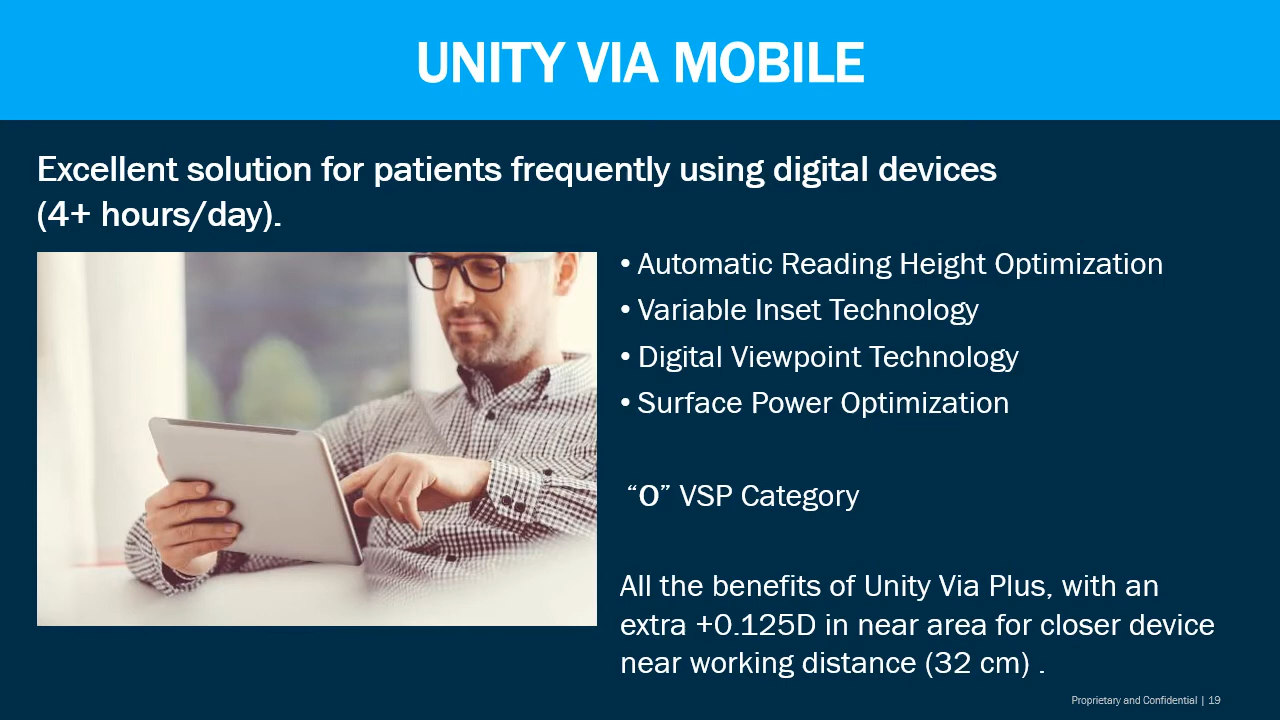 UNITY VIA MOBILE
Excellent solution for patients frequently using digital devices
(4+ hours/day).
• Automatic Reading Height Optimization
• Variable Inset Technology
• Digital Viewpoint Technology
• Surface Power Optimization
“O” VSP Category
All the benefits of Unity Via Plus, with an
extra +0.125D in near area for closer device
near working distance (32 cm) .
Proprietary and Confidential | 19